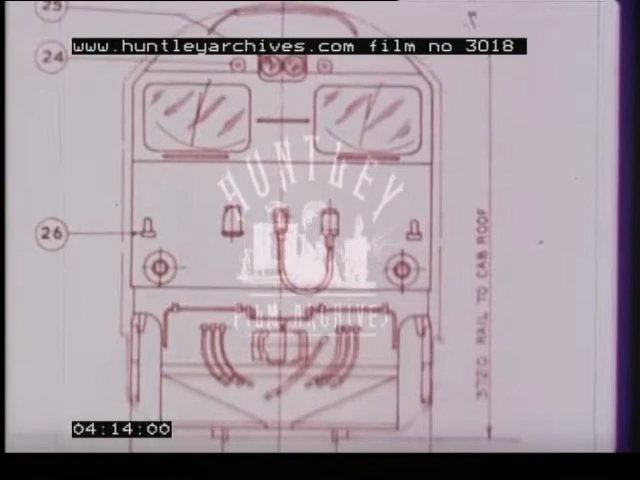 25
www.huntleyarchives.com film no 3018
24
HUNTLEY
26
FILM ARCHIVES
3720 RAIL TO CAB ROOF
04:14:00